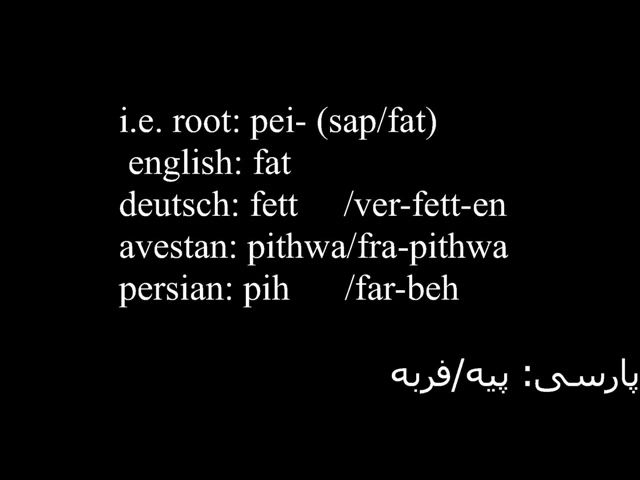 i.e. root: pei- (sap/fat)
english: fat
deutsch: fett /ver-fett-en
avestan: pithwa/fra-pithwa
persian: pih /far-beh
پارسی: پیه/فربه